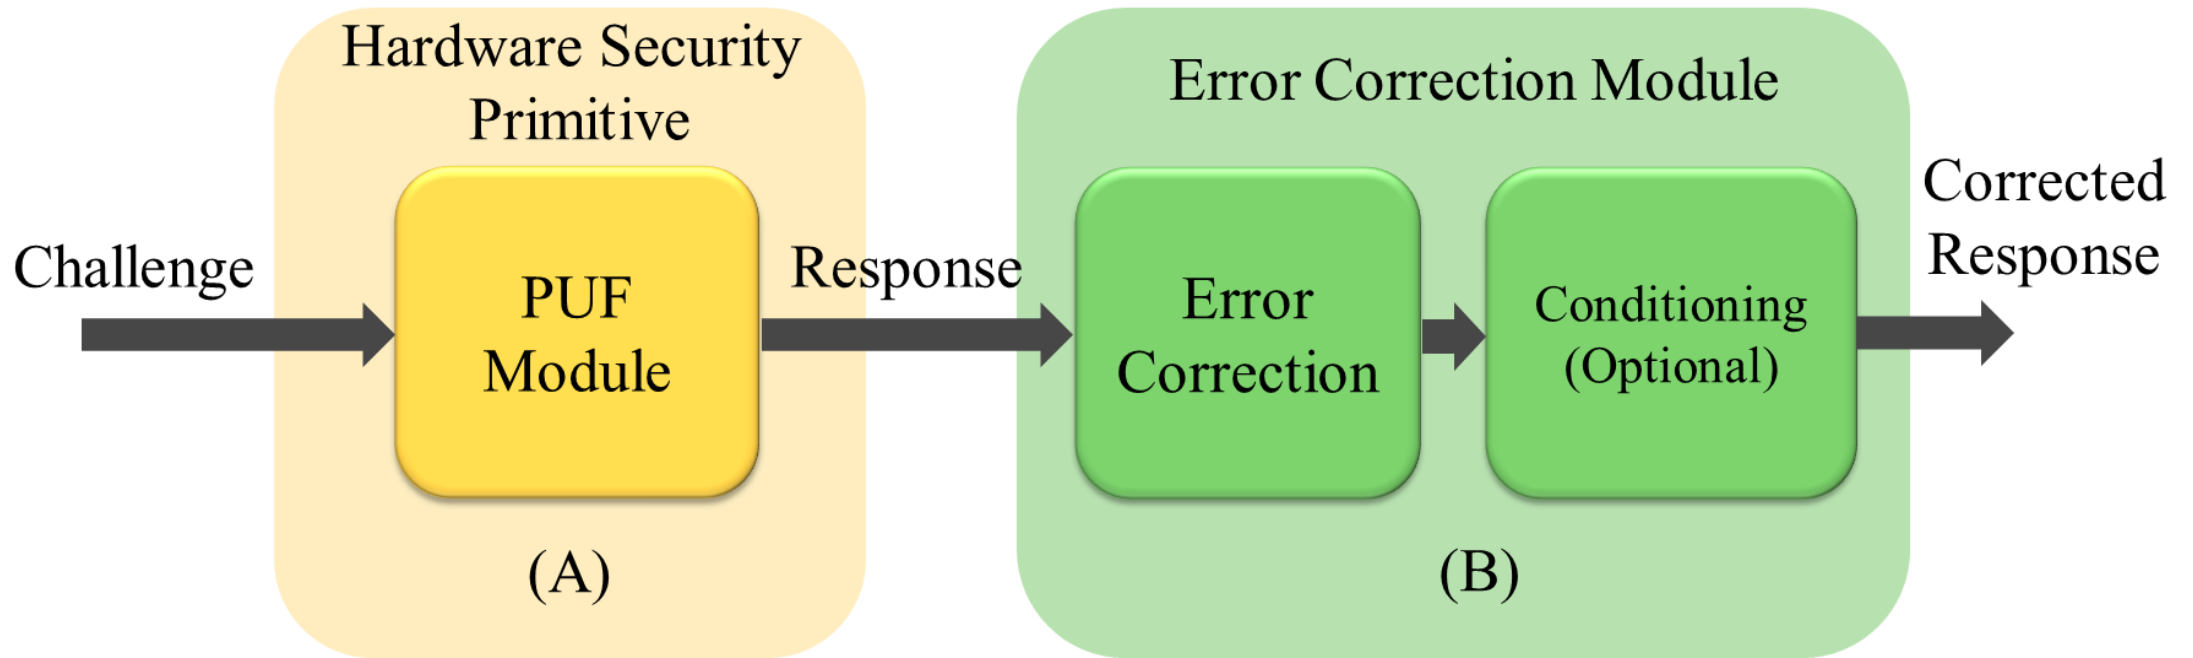 Hardware Security
Primitive
Challenge
PUF
Module
(A)
Response
Error Correction Module
Error
Correction
Conditioning
(Optional)
(B)
Corrected
Response